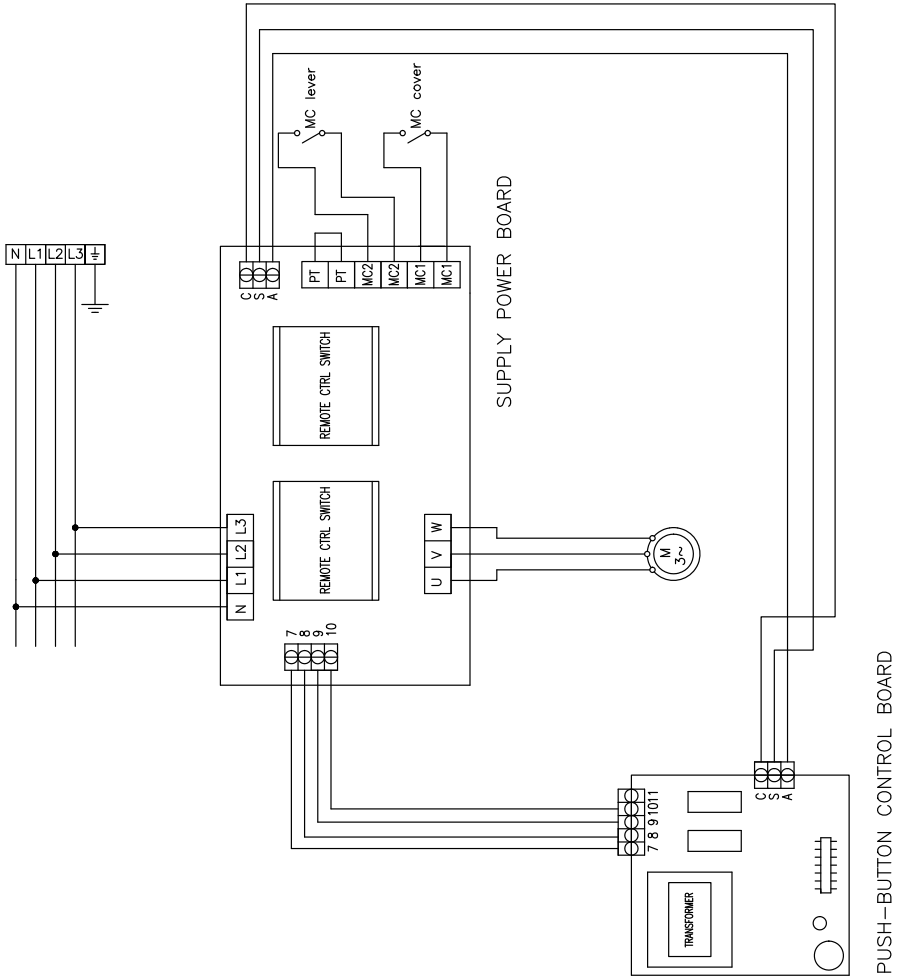 N L1 L2 L3
MC lever
MC cover
C
S
A
PT
PT
MC2
MC2
MC1
MC1
SUPPLY POWER BOARD
REMOTE CTRL SWITCH
REMOTE CTRL SWITCH
N L1 L2 L3
U V W
M
3~
7
8
9
10
7 8 9 10 11
C
S
A
TRANSFORMER
PUSH-BUTTON CONTROL BOARD